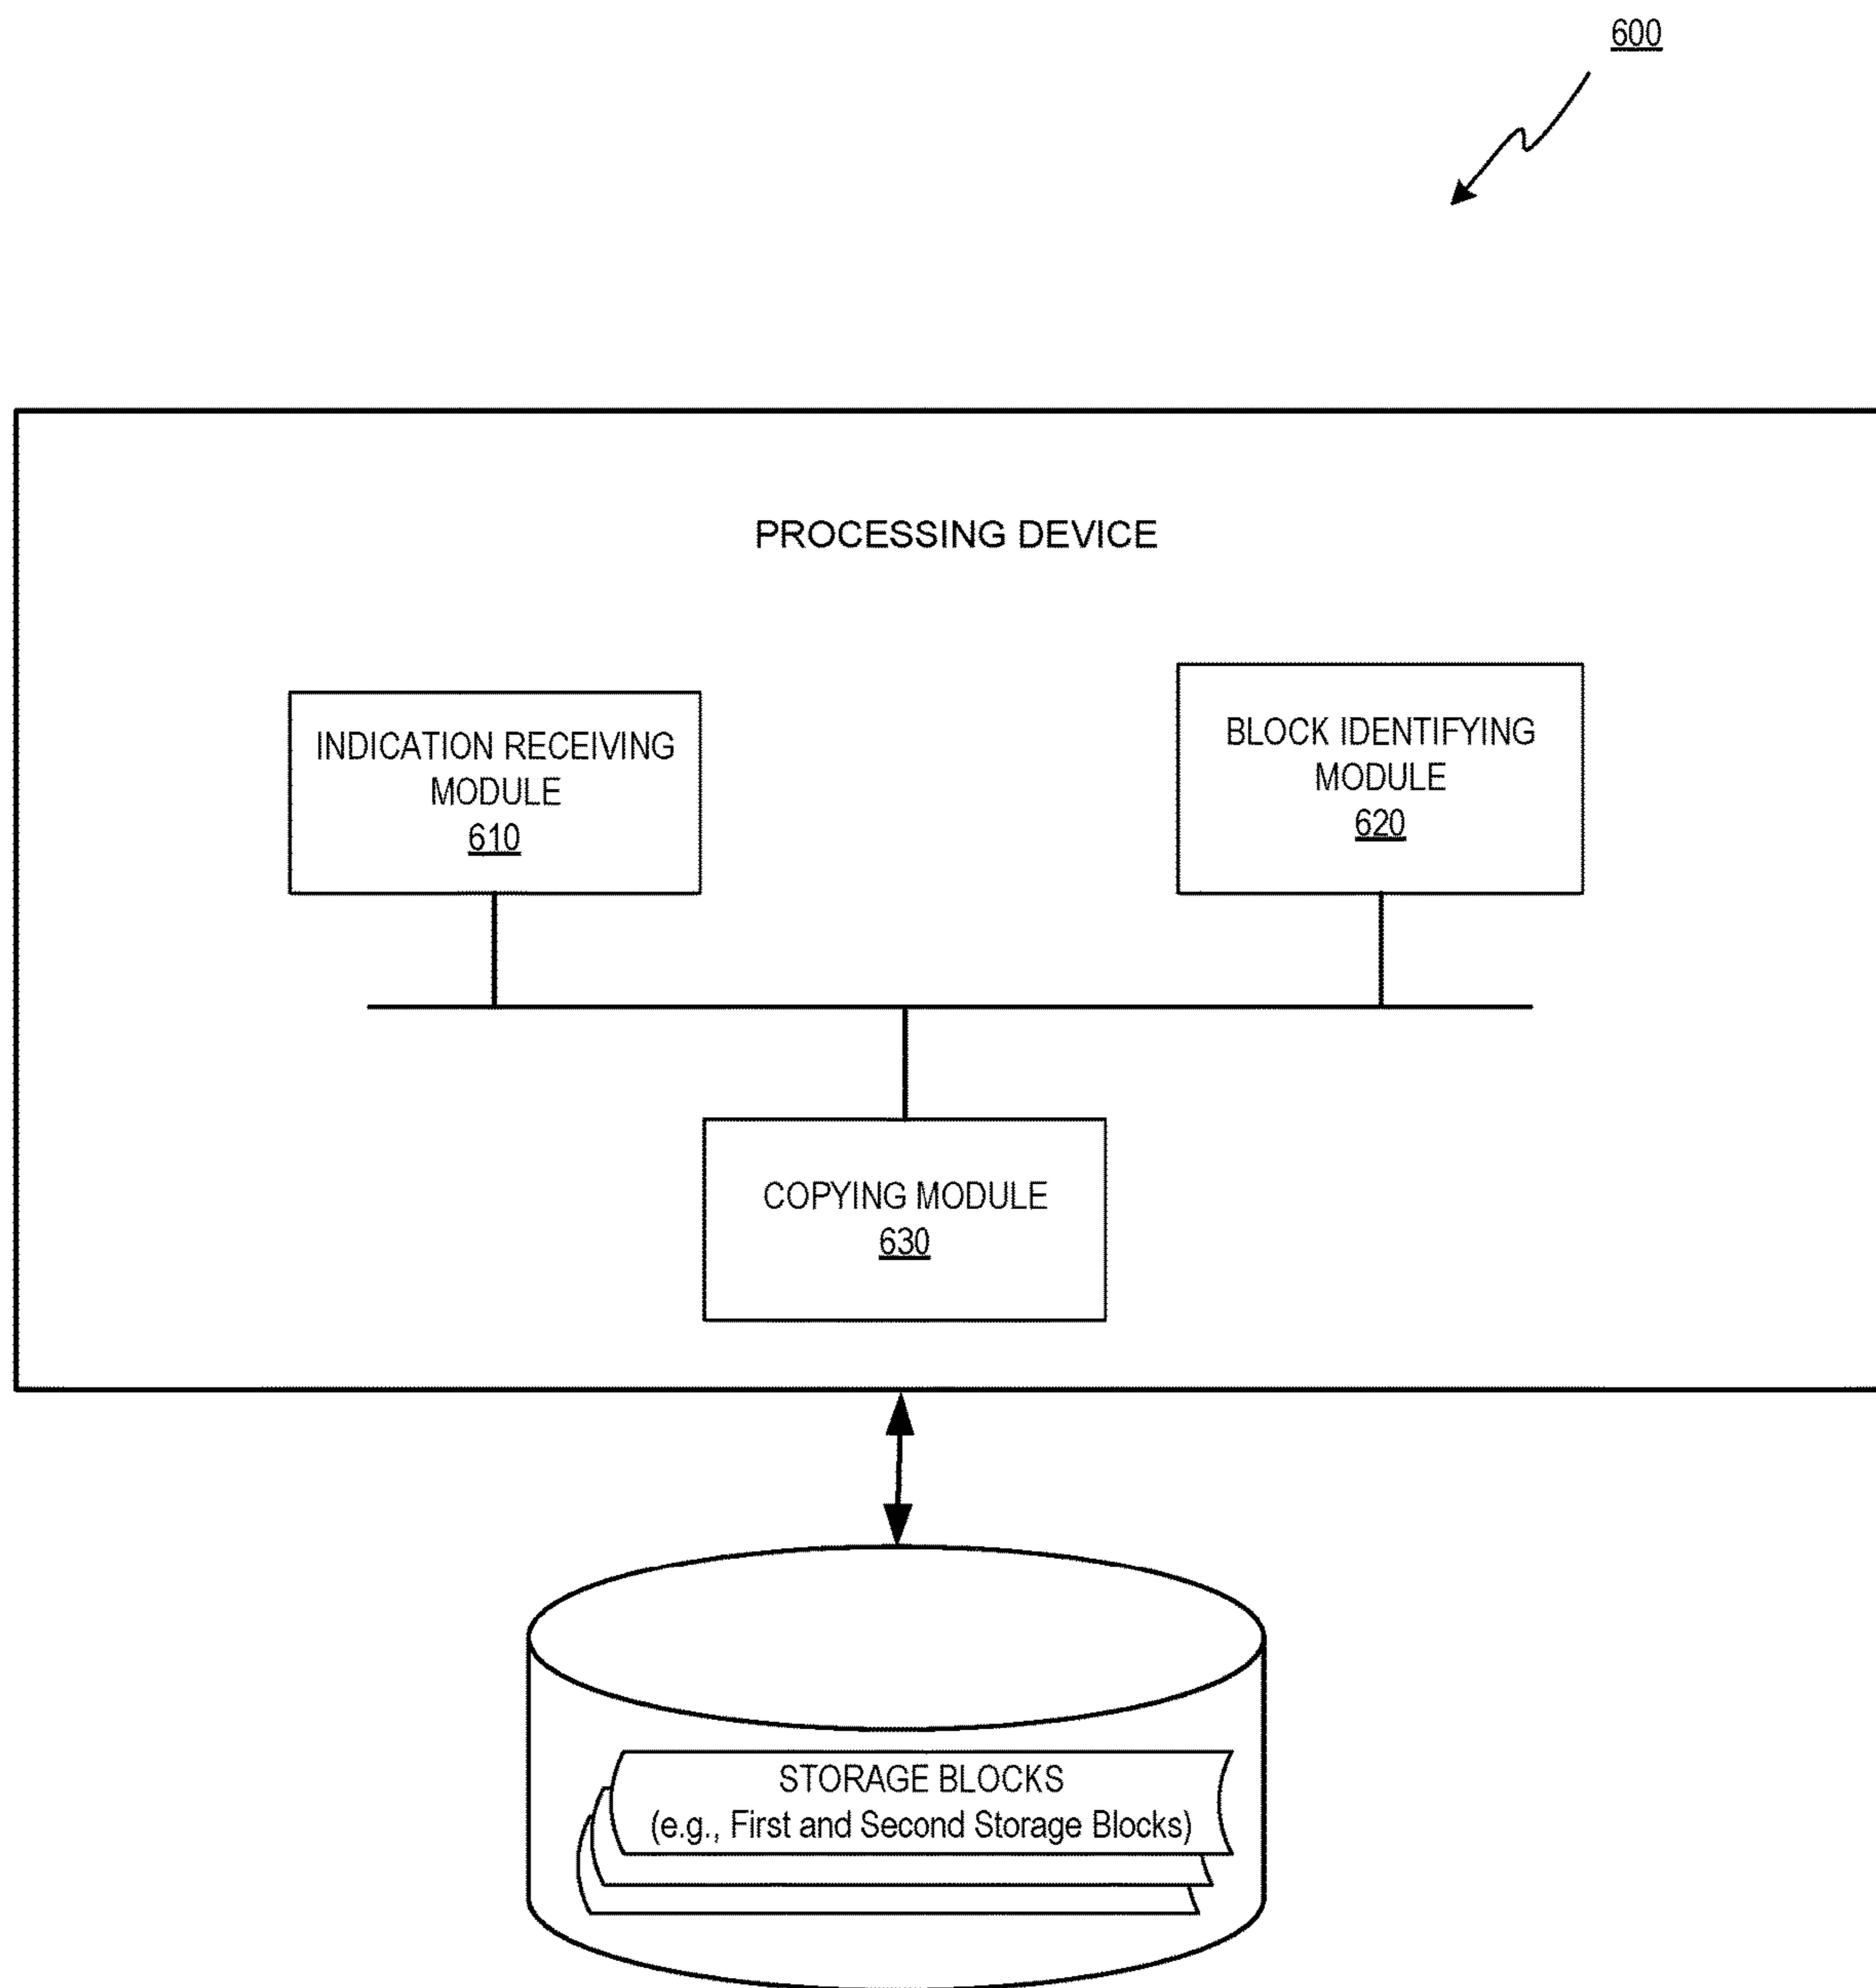 600
PROCESSING DEVICE
INDICATION RECEIVING
MODULE
610
BLOCK IDENTIFYING
MODULE
620
COPYING MODULE
630
STORAGE BLOCKS
(e.g., First and Second Storage Blocks)